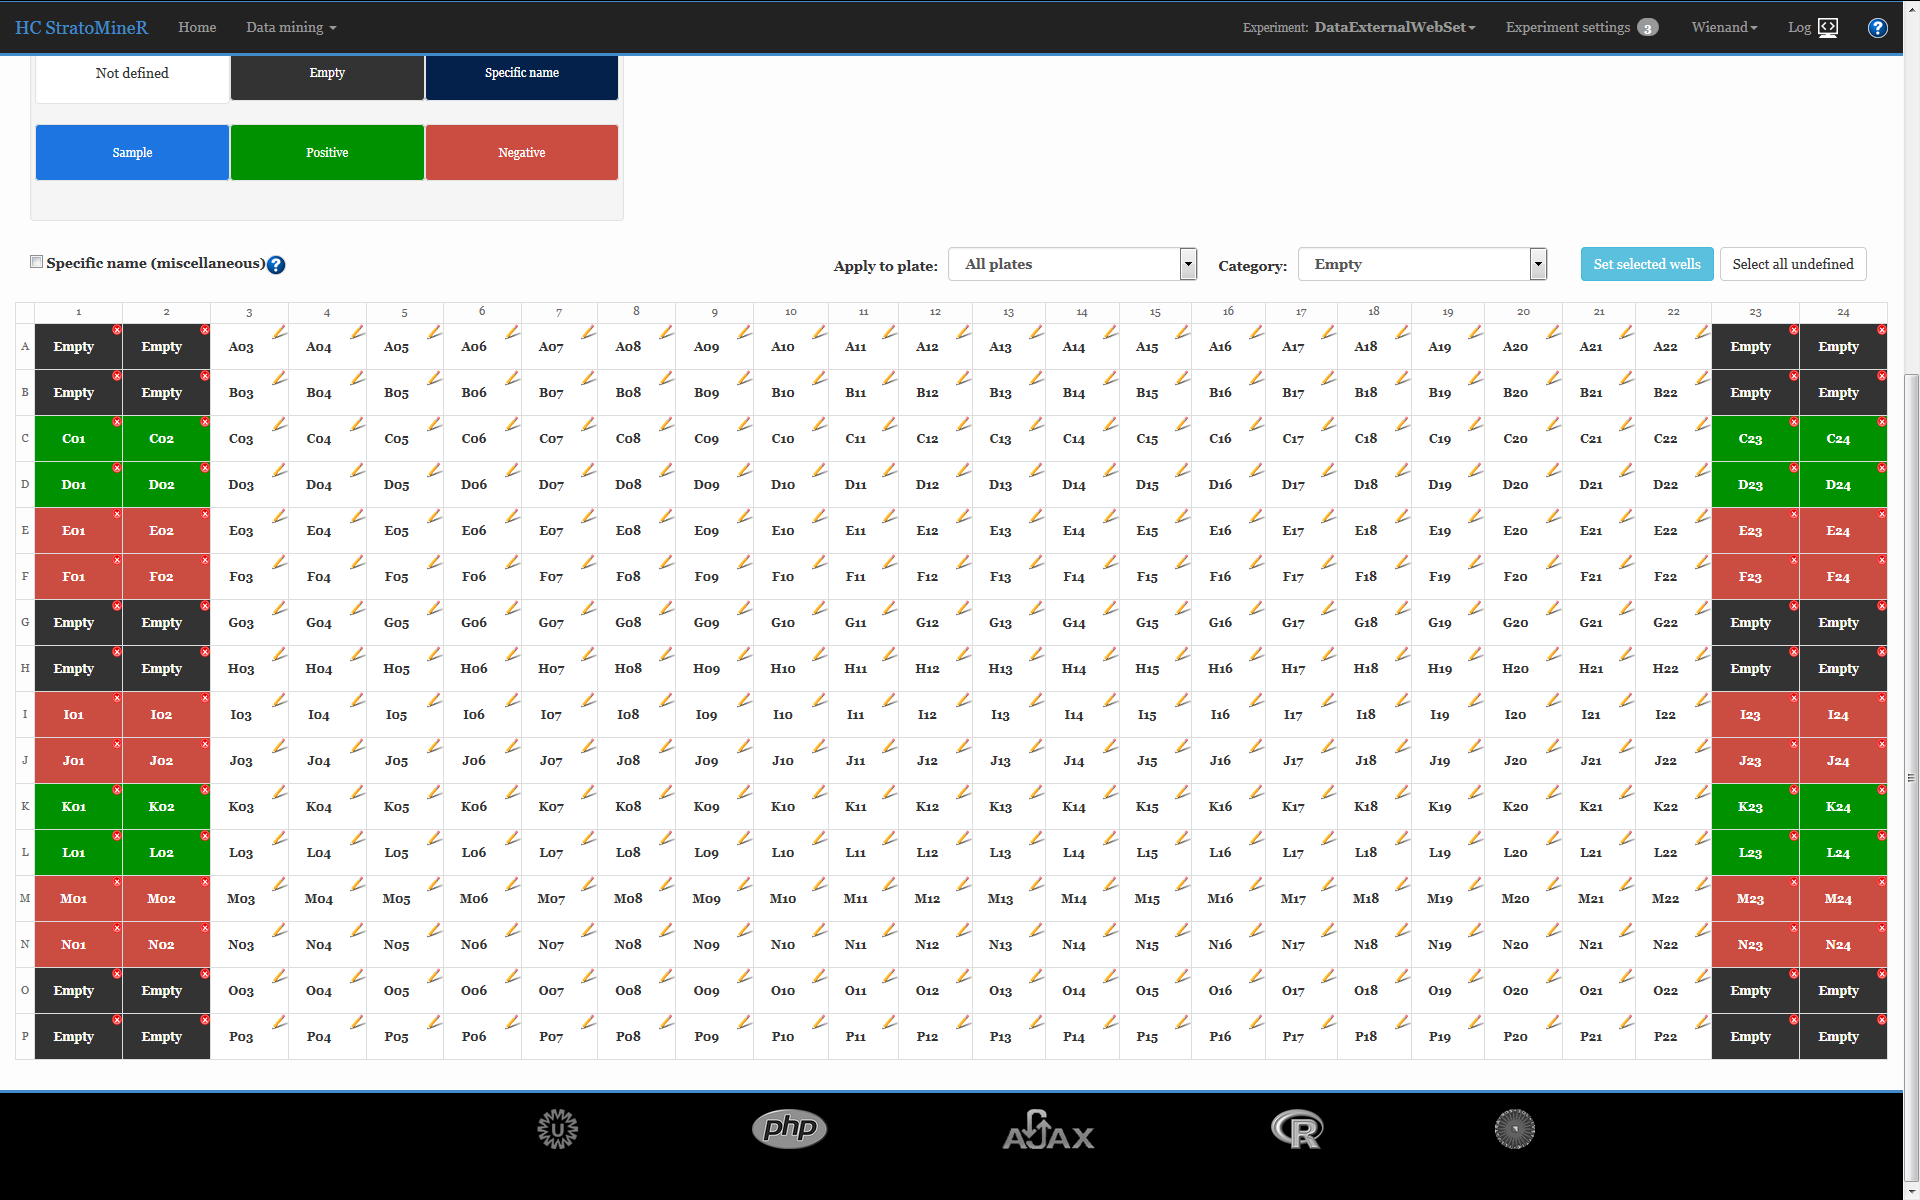 HC StratoMineR Home Data mining Experiment: DataExternalWebSet Experiment settings 3 Wienand Log ?
Not defined Empty Specific name
Sample Positive Negative
Specific name (miscellaneous) ? Apply to plate: All plates Category: Empty Set selected wells Select all undefined
1 2 3 4 5 6 7 8 9 10 11 12 13 14 15 16 17 18 19 20 21 22 23 24
A Empty Empty A03 A04 A05 A06 A07 A08 A09 A10 A11 A12 A13 A14 A15 A16 A17 A18 A19 A20 A21 A22 Empty Empty
B Empty Empty B03 B04 B05 B06 B07 B08 B09 B10 B11 B12 B13 B14 B15 B16 B17 B18 B19 B20 B21 B22 Empty Empty
C C01 C02 C03 C04 C05 C06 C07 C08 C09 C10 C11 C12 C13 C14 C15 C16 C17 C18 C19 C20 C21 C22 C23 C24
D D01 D02 D03 D04 D05 D06 D07 D08 D09 D10 D11 D12 D13 D14 D15 D16 D17 D18 D19 D20 D21 D22 D23 D24
E E01 E02 E03 E04 E05 E06 E07 E08 E09 E10 E11 E12 E13 E14 E15 E16 E17 E18 E19 E20 E21 E22 E23 E24
F F01 F02 F03 F04 F05 F06 F07 F08 F09 F10 F11 F12 F13 F14 F15 F16 F17 F18 F19 F20 F21 F22 F23 F24
G Empty Empty G03 G04 G05 G06 G07 G08 G09 G10 G11 G12 G13 G14 G15 G16 G17 G18 G19 G20 G21 G22 Empty Empty
H Empty Empty H03 H04 H05 H06 H07 H08 H09 H10 H11 H12 H13 H14 H15 H16 H17 H18 H19 H20 H21 H22 Empty Empty
I I01 I02 I03 I04 I05 I06 I07 I08 I09 I10 I11 I12 I13 I14 I15 I16 I17 I18 I19 I20 I21 I22 I23 I24
J J01 J02 J03 J04 J05 J06 J07 J08 J09 J10 J11 J12 J13 J14 J15 J16 J17 J18 J19 J20 J21 J22 J23 J24
K K01 K02 K03 K04 K05 K06 K07 K08 K09 K10 K11 K12 K13 K14 K15 K16 K17 K18 K19 K20 K21 K22 K23 K24
L L01 L02 L03 L04 L05 L06 L07 L08 L09 L10 L11 L12 L13 L14 L15 L16 L17 L18 L19 L20 L21 L22 L23 L24
M M01 M02 M03 M04 M05 M06 M07 M08 M09 M10 M11 M12 M13 M14 M15 M16 M17 M18 M19 M20 M21 M22 M23 M24
N N01 N02 N03 N04 N05 N06 N07 N08 N09 N10 N11 N12 N13 N14 N15 N16 N17 N18 N19 N20 N21 N22 N23 N24
O Empty Empty O03 O04 O05 O06 O07 O08 O09 O10 O11 O12 O13 O14 O15 O16 O17 O18 O19 O20 O21 O22 Empty Empty
P Empty Empty P03 P04 P05 P06 P07 P08 P09 P10 P11 P12 P13 P14 P15 P16 P17 P18 P19 P20 P21 P22 Empty Empty
U php AJAX R